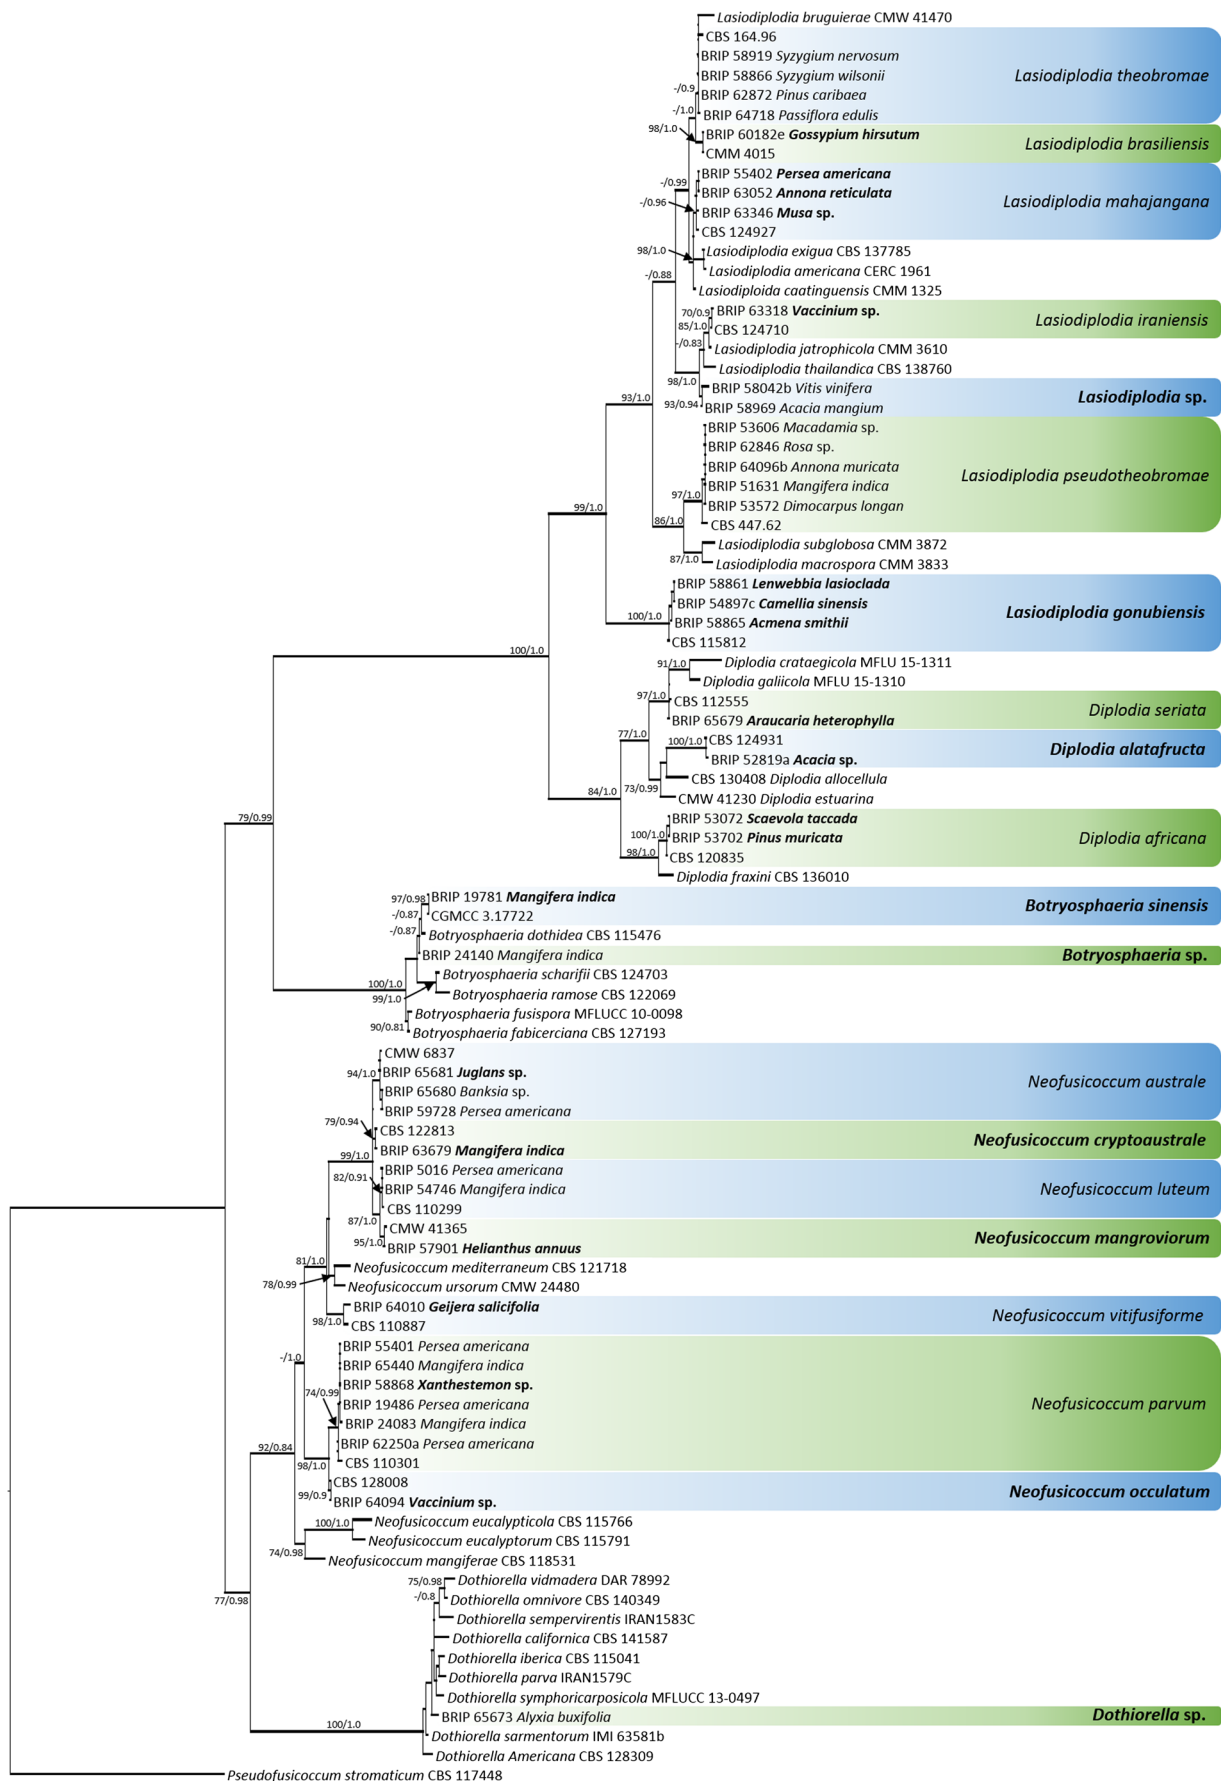 Lasiodiplodia bruguierae CMW 41470
CBS 164.96
BRIP 58919 Syzygium nervosum
BRIP 58866 Syzygium wilsonii
Lasiodiplodia theobromae
-/0.9
BRIP 62872 Pinus caribaea
-/1.0
BRIP 64718 Passiflora edulis
98/1.0
BRIP 60182e Gossypium hirsutum
Lasiodiplodia brasiliensis
CMM 4015
BRIP 55402 Persea americana
-/0.99
BRIP 63052 Annona reticulata
Lasiodiplodia mahajangana
-/0.96
BRIP 63346 Musa sp.
CBS 124927
98/1.0
Lasiodiplodia exigua CBS 137785
Lasiodiplodia americana CERC 1961
-/0.88
Lasiodiploida caatinguensis CMM 1325
70/0.9
BRIP 63318 Vaccinium sp.
Lasiodiplodia iraniensis
85/1.0
CBS 124710
-/0.83
Lasiodiplodia jatrophicola CMM 3610
Lasiodiplodia thailandica CBS 138760
98/1.0
BRIP 58042b Vitis vinifera
Lasiodiplodia sp.
93/1.0
93/0.94
BRIP 58969 Acacia mangium
BRIP 53606 Macadamia sp.
BRIP 62846 Rosa sp.
BRIP 64096b Annona muricata
Lasiodiplodia pseudotheobromae
BRIP 51631 Mangifera indica
97/1.0
BRIP 53572 Dimocarpus longan
99/1.0
86/1.0
CBS 447.62
Lasiodiplodia subglobosa CMM 3872
87/1.0
Lasiodiplodia macrospora CMM 3833
BRIP 58861 Lenwebbia lasioclada
BRIP 54897c Camellia sinensis
Lasiodiplodia gonubiensis
100/1.0
BRIP 58865 Acmena smithii
CBS 115812
100/1.0
91/1.0
Diplodia crataegicola MFLU 15-1311
Diplodia galiicola MFLU 15-1310
97/1.0
CBS 112555
Diplodia seriata
BRIP 65679 Araucaria heterophylla
77/1.0
100/1.0
CBS 124931
Diplodia alatafructa
BRIP 52819a Acacia sp.
CBS 130408 Diplodia allocellula
84/1.0
73/0.99
CMW 41230 Diplodia estuarina
79/0.99
BRIP 53072 Scaevola taccada
100/1.0
BRIP 53702 Pinus muricata
Diplodia africana
98/1.0
CBS 120835
Diplodia fraxini CBS 136010
97/0.98
BRIP 19781 Mangifera indica
Botryosphaeria sinensis
-/0.87
CGMCC 3.17722
-/0.87
Botryosphaeria dothidea CBS 115476
BRIP 24140 Mangifera indica
Botryosphaeria sp.
Botryosphaeria scharifii CBS 124703
100/1.0
99/1.0
Botryosphaeria ramose CBS 122069
Botryosphaeria fusispora MFLUCC 10-0098
90/0.81
Botryosphaeria fabicerciana CBS 127193
CMW 6837
94/1.0
BRIP 65681 Juglans sp.
Neofusicoccum australe
BRIP 65680 Banksia sp.
BRIP 59728 Persea americana
79/0.94
CBS 122813
Neofusicoccum cryptoaustrale
BRIP 63679 Mangifera indica
99/1.0
BRIP 5016 Persea americana
82/0.91
BRIP 54746 Mangifera indica
Neofusicoccum luteum
CBS 110299
87/1.0
CMW 41365
Neofusicoccum mangroviorum
95/1.0
BRIP 57901 Helianthus annuus
81/1.0
Neofusicoccum mediterraneum CBS 121718
78/0.99
Neofusicoccum ursorum CMW 24480
BRIP 64010 Geijera salicifolia
Neofusicoccum vitifusiforme
98/1.0
CBS 110887
BRIP 55401 Persea americana
-/1.0
BRIP 65440 Mangifera indica
BRIP 58868 Xanthestemon sp.
74/0.99
BRIP 19486 Persea americana
Neofusicoccum parvum
BRIP 24083 Mangifera indica
BRIP 62250a Persea americana
92/0.84
98/1.0
CBS 110301
CBS 128008
Neofusicoccum occulatum
99/0.9
BRIP 64094 Vaccinium sp.
100/1.0
Neofusicoccum eucalypticola CBS 115766
Neofusicoccum eucalyptorum CBS 115791
74/0.98
Neofusicoccum mangiferae CBS 118531
75/0.98
Dothiorella vidmadera DAR 78992
77/0.98
-/0.8
Dothiorella omnivore CBS 140349
Dothiorella sempervirentis IRAN1583C
Dothiorella californica CBS 141587
Dothiorella iberica CBS 115041
Dothiorella parva IRAN1579C
Dothiorella symphoricarposicola MFLUCC 13-0497
BRIP 65673 Alyxia buxifolia
Dothiorella sp.
100/1.0
Dothiorella sarmentorum IMI 63581b
Dothiorella Americana CBS 128309
Pseudofusicoccum stromaticum CBS 117448